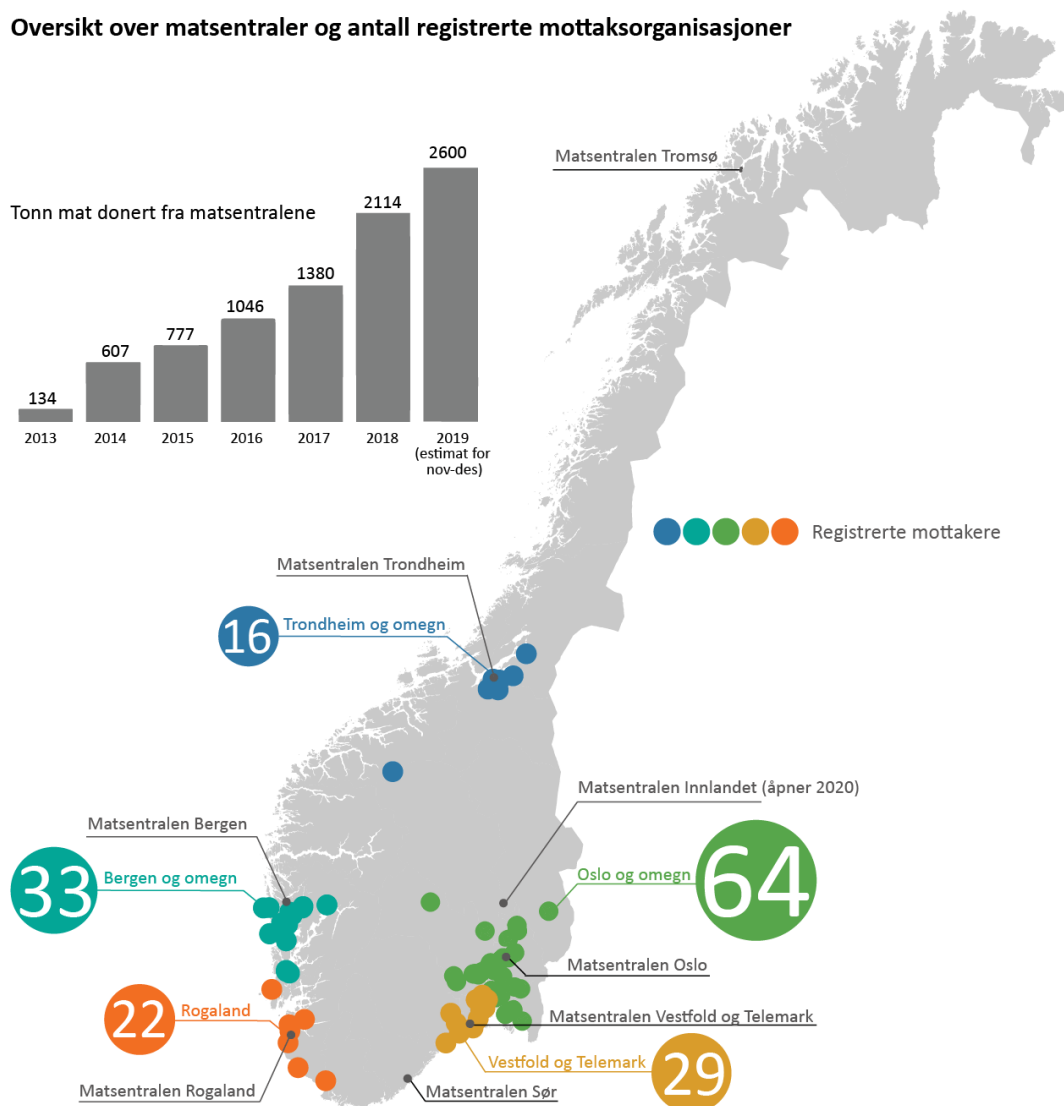 Oversikt over matsentraler og antall registrerte mottaksorganisasjoner
Matsentralen Tromsø
Tonn mat donert fra matsentralene
134
607
777
1046
1380
2114
2600
2013
2014
2015
2016
2017
2018
2019
(estimat for
nov-des)
Registrerte mottakere
Matsentralen Trondheim
16
Trondheim og omegn
Matsentralen Innlandet (åpner 2020)
Matsentralen Bergen
33
Bergen og omegn
Oslo og omegn
64
Matsentralen Oslo
22
Rogaland
Matsentralen Vestfold og Telemark
Vestfold og Telemark
29
Matsentralen Rogaland
Matsentralen Sør